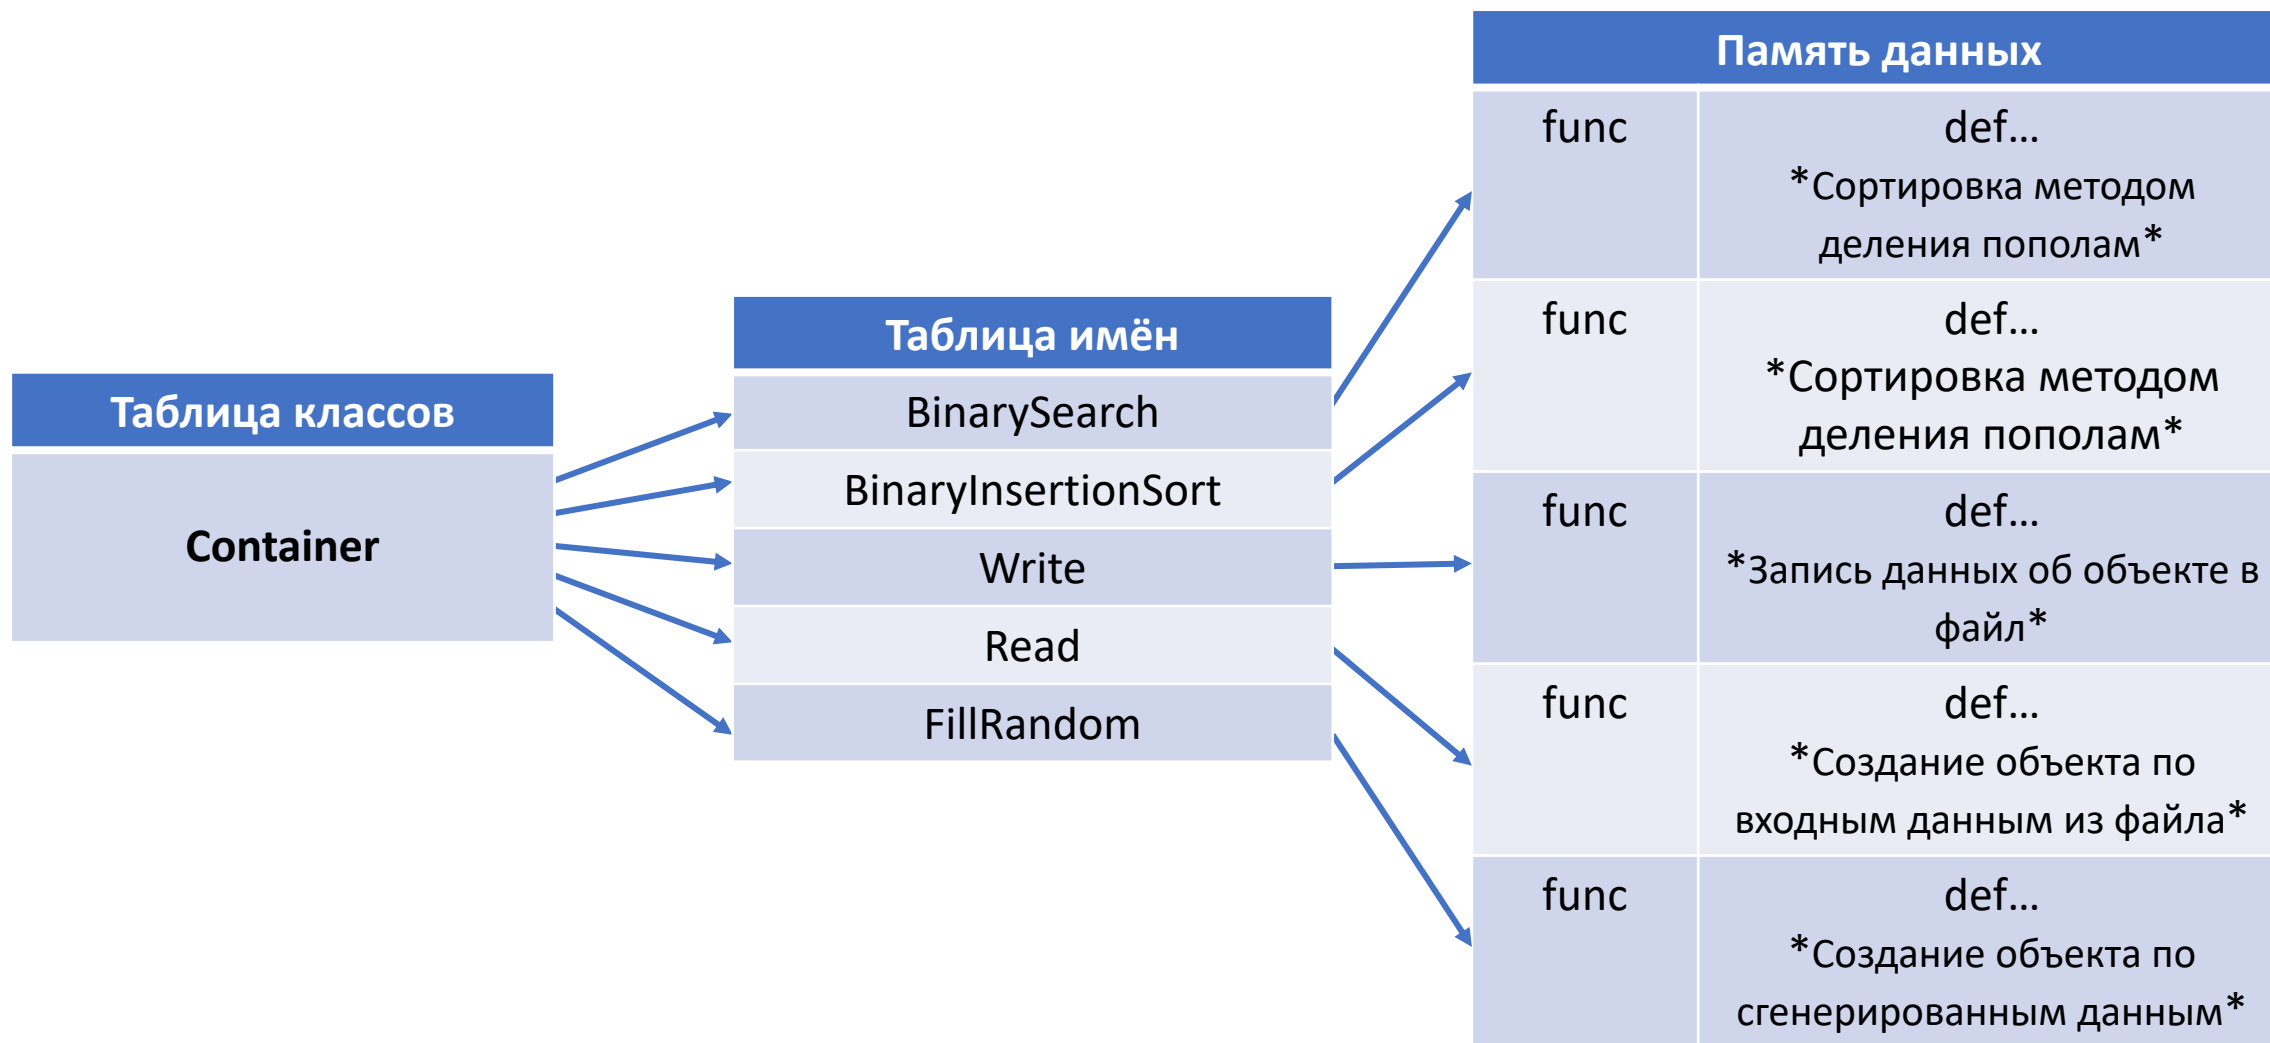 Таблица классов
Container
Таблица имён
BinarySearch
BinaryInsertionSort
Write
Read
FillRandom
Память данных
func
def...
*Сортировка методом
деления пополам*
func
def...
*Сортировка методом
деления пополам*
func
def...
*Запись данных об объекте в
файл*
func
def...
*Создание объекта по
входным данным из файла*
func
def...
*Создание объекта по
сгенерированным данным*